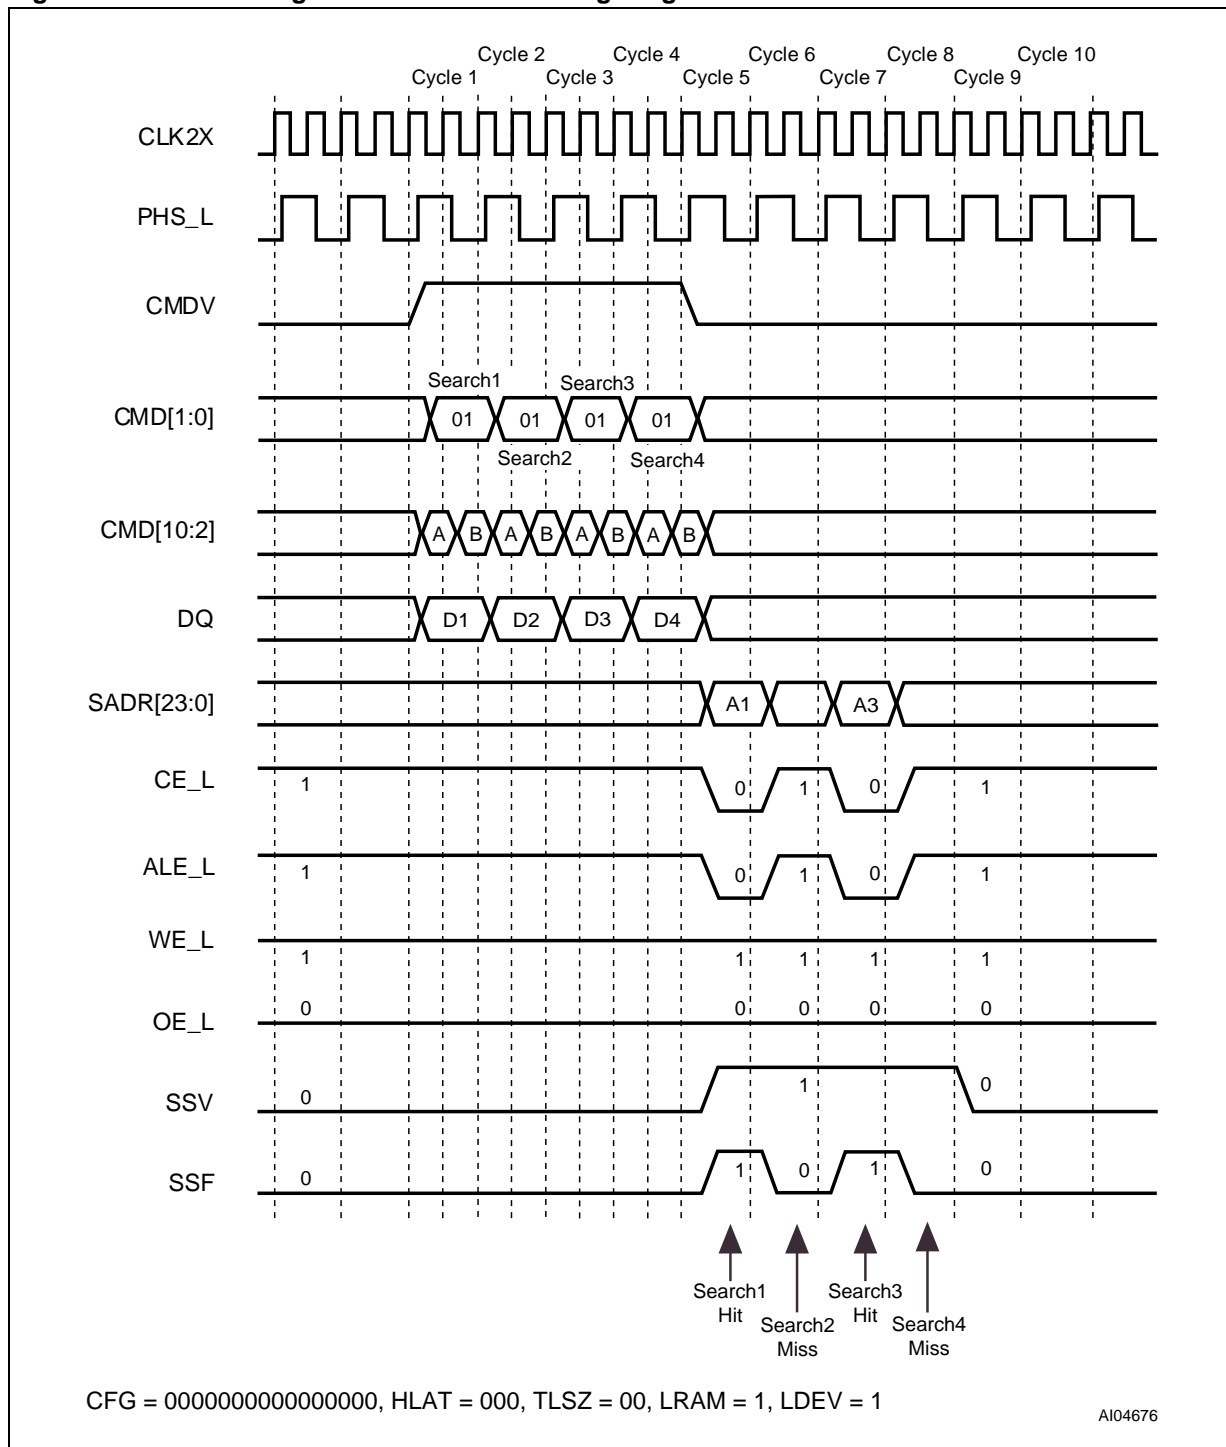 Cycle 2 Cycle 4 Cycle 6 Cycle 8 Cycle 10
Cycle 1 Cycle 3 Cycle 5 Cycle 7 Cycle 9
CLK2X
PHS_L
CMDV
Search1 Search3
CMD[1:0] 01 01 01 01
Search2 Search4
CMD[10:2] A B A B A B A B
DQ D1 D2 D3 D4
SADR[23:0] A1 A3
CE_L 1 0 1 0 1
ALE_L 1 0 1 0 1
WE_L
1 1 1 1 1
0 0 0 0 0
OE_L
SSV 0 1 0
SSF 0 1 0 1 0
Search1 Search3
Hit Hit
Search2 Search4
Miss Miss
CFG = 0000000000000000, HLAT = 000, TLSZ = 00, LRAM = 1, LDEV = 1
AI04676